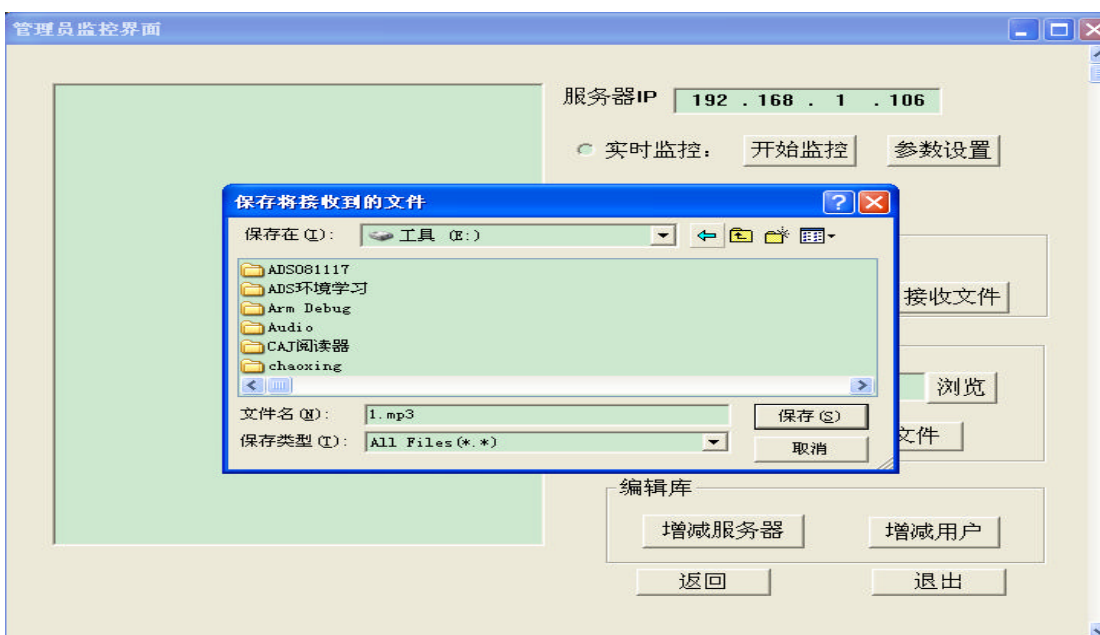 管理员监控界面
服务器IP 192 . 168 . 1 . 106
实时监控： 开始监控 参数设置
保存将接收到的文件
保存在(I)： 工具 (E:)
ADS081117
ADS环境学习
Arm Debug
Audio
CAJ阅读器
chaoxing
接收文件
浏览
文件名(N)： 1.mp3 保存(S)
保存类型(T)： All Files(*.*) 取消
文件
编辑库
增减服务器 增减用户
返回 退出